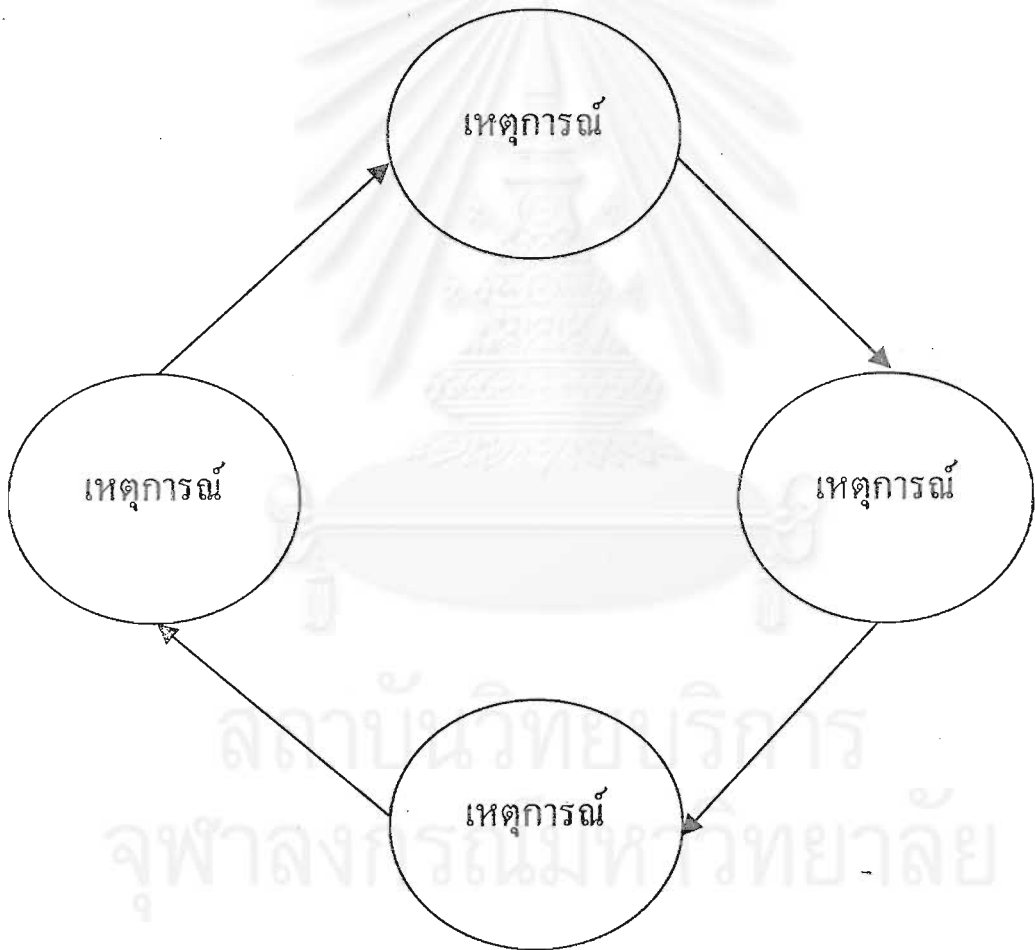 เหตุการณ์
เหตุการณ์
เหตุการณ์
เหตุการณ์
สถาบันวิทยบริการ
จุฬาลงกรณ์มหาวิทยาลัย